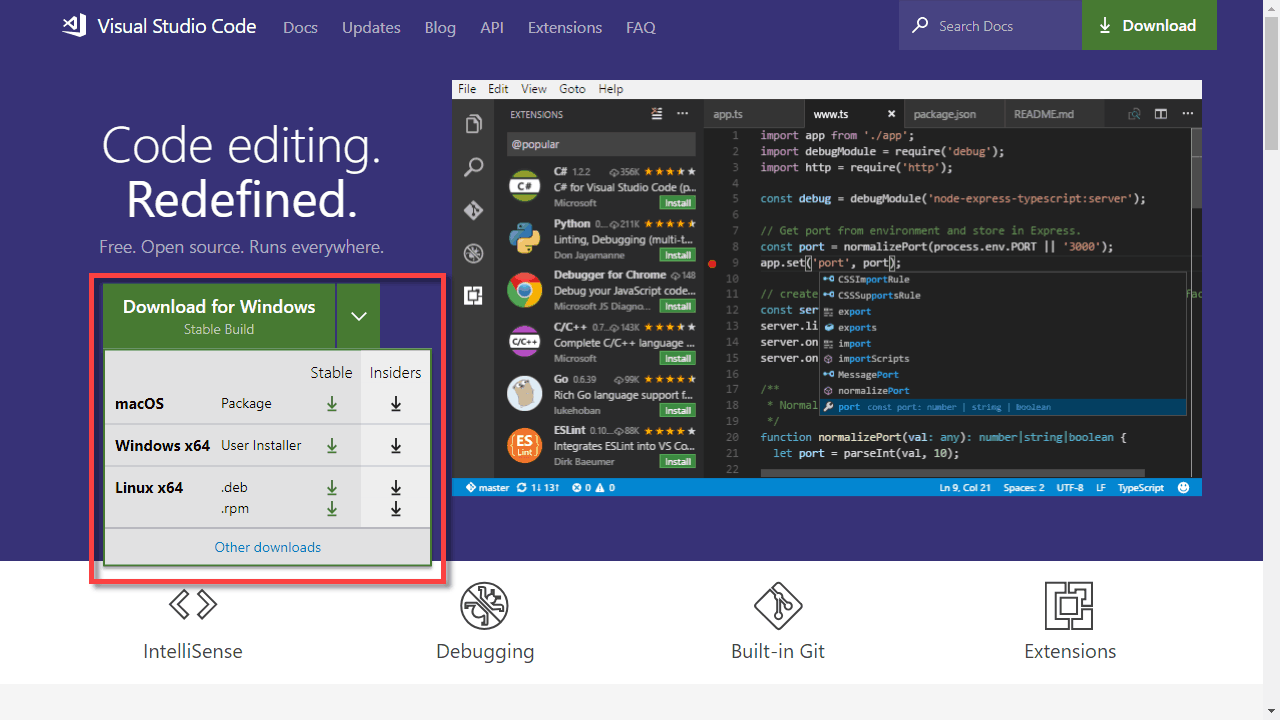 Visual Studio Code Docs Updates Blog API Extensions FAQ Search Docs Download
Code editing.
Redefined.
Free. Open source. Runs everywhere.
Download for Windows
Stable Build
Stable Insiders
macOS Package
Windows x64 User Installer
Linux x64 .deb
.rpm
Other downloads
File Edit View Goto Help
EXTENSIONS
@popular
C# 1.2.2 356K
C# for Visual Studio Code (p...
Microsoft Install
Python 0... 211K
Linting, Debugging (multi-t...
Don Jayamanne Install
Debugger for Chrome 148
Debug your JavaScript code...
Microsoft JS Diagno... Install
C/C++ 0.7... 143K
Complete C/C++ language ...
Microsoft Install
Go 0.6.39 99K
Rich Go language support f...
lukehoban Install
ESLint 0.10... 88K
Integrates ESLint into VS Co...
Dirk Baeumer Install
C#
C/C++
ES
Lint
app.ts www.ts package.json README.md
1 import app from './app';
2 import debugModule = require('debug');
3 import http = require('http');
4
5 const debug = debugModule('node-express-typescript:server');
6
7 // Get port from environment and store in Express.
8 const port = normalizePort(process.env.PORT || '3000');
9 app.set('port', port);
10
11 // create
12 const ser
13 server.li
14 server.on
15 server.on
16
17 /**
18 * Normal
19 */
20 function normalizePort(val: any): number|string|boolean {
21 let port = parseInt(val, 10);
22
CSSImportRule
CSSSupportsRule
export
exports
import
importScripts
MessagePort
normalizePort
port const port: number | string | boolean
master 1↓ 13↑ 0 0 Ln 9, Col 21 Spaces: 2 UTF-8 LF TypeScript
IntelliSense Debugging Built-in Git Extensions